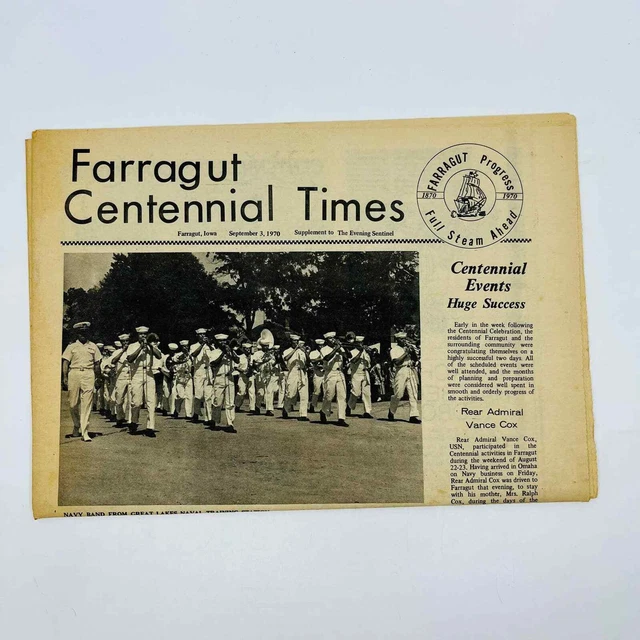 Farragut
Centennial Times
Farragut, Iowa September 3, 1970 Supplement to The Evening Sentinel
FARRAGUT Progress
1870 1970
Full Steam Ahead
Centennial
Events
Huge Success
Early in the week following
the Centennial Celebration, the
residents of Farragut and the
surrounding community were
congratulating themselves on a
highly successful two days. All
of the scheduled events were
well attended, and the months
of planning and preparation
were considered well spent in
smooth and orderly progress of
the activities.
Rear Admiral
Vance Cox
Rear Admiral Vance Cox,
USN, participated in the
Centennial activities in Farragut
during the weekend of August
22-23. Having arrived in Omaha
on Navy business on Friday,
Rear Admiral Cox was driven to
Farragut that evening, to stay
with his mother, Mrs. Ralph
Cox, during the days of the
NAVY BAND FROM GREAT LAKES NAVAL TRAINING